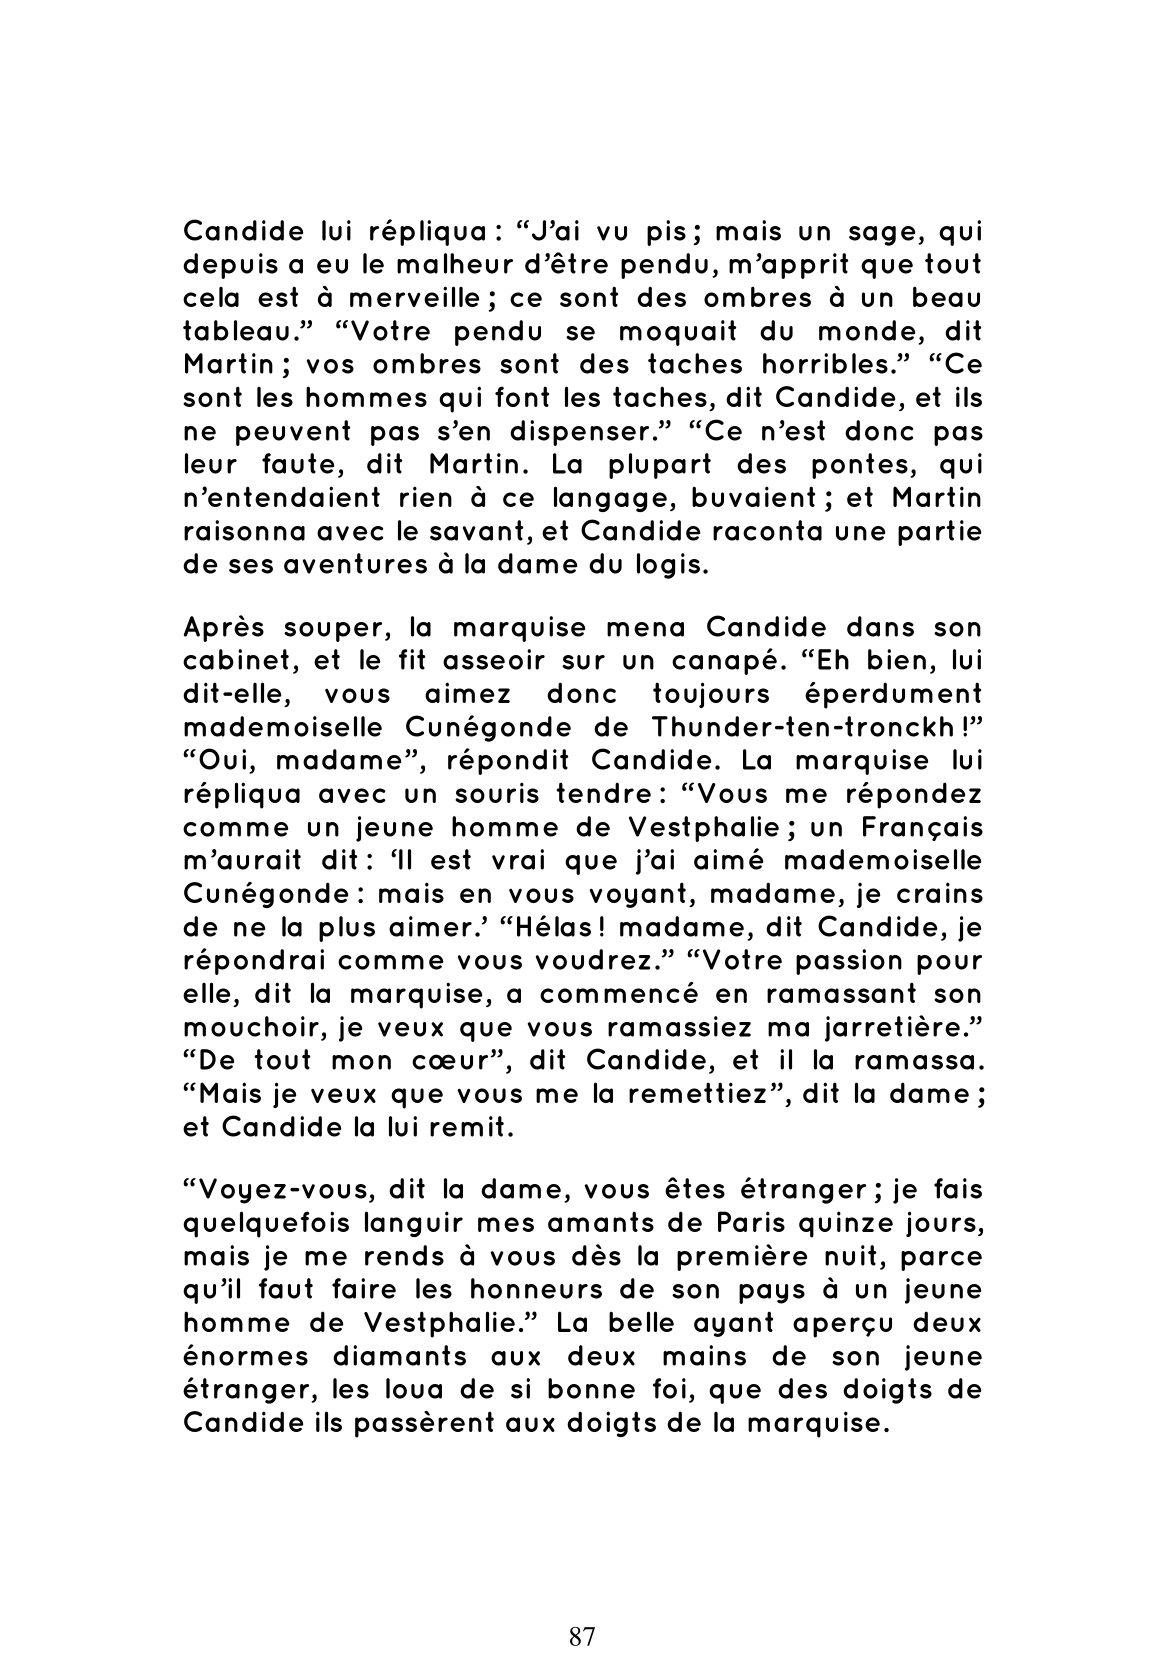 Candide lui répliqua : “J’ai vu pis ; mais un sage, qui
depuis a eu le malheur d’être pendu, m’apprit que tout
cela est à merveille ; ce sont des ombres à un beau
tableau.” “Votre pendu se moquait du monde, dit
Martin ; vos ombres sont des taches horribles.” “Ce
sont les hommes qui font les taches, dit Candide, et ils
ne peuvent pas s’en dispenser.” “Ce n’est donc pas
leur faute, dit Martin. La plupart des pontes, qui
n’entendaient rien à ce langage, buvaient ; et Martin
raisonna avec le savant, et Candide raconta une partie
de ses aventures à la dame du logis.
Après souper, la marquise mena Candide dans son
cabinet, et le fit asseoir sur un canapé. “Eh bien, lui
dit-elle, vous aimez donc toujours éperdument
mademoiselle Cunégonde de Thunder-ten-tronckh !”
“Oui, madame”, répondit Candide. La marquise lui
répliqua avec un souris tendre : “Vous me répondez
comme un jeune homme de Vestphalie ; un Français
m’aurait dit : ‘Il est vrai que j’ai aimé mademoiselle
Cunégonde : mais en vous voyant, madame, je crains
de ne la plus aimer.’ “Hélas ! madame, dit Candide, je
répondrai comme vous voudrez.” “Votre passion pour
elle, dit la marquise, a commencé en ramassant son
mouchoir, je veux que vous ramassiez ma jarretière.”
“De tout mon cœur”, dit Candide, et il la ramassa.
“Mais je veux que vous me la remettiez”, dit la dame ;
et Candide la lui remit.
“Voyez-vous, dit la dame, vous êtes étranger ; je fais
quelquefois languir mes amants de Paris quinze jours,
mais je me rends à vous dès la première nuit, parce
qu’il faut faire les honneurs de son pays à un jeune
homme de Vestphalie.” La belle ayant aperçu deux
énormes diamants aux deux mains de son jeune
étranger, les loua de si bonne foi, que des doigts de
Candide ils passèrent aux doigts de la marquise.
87